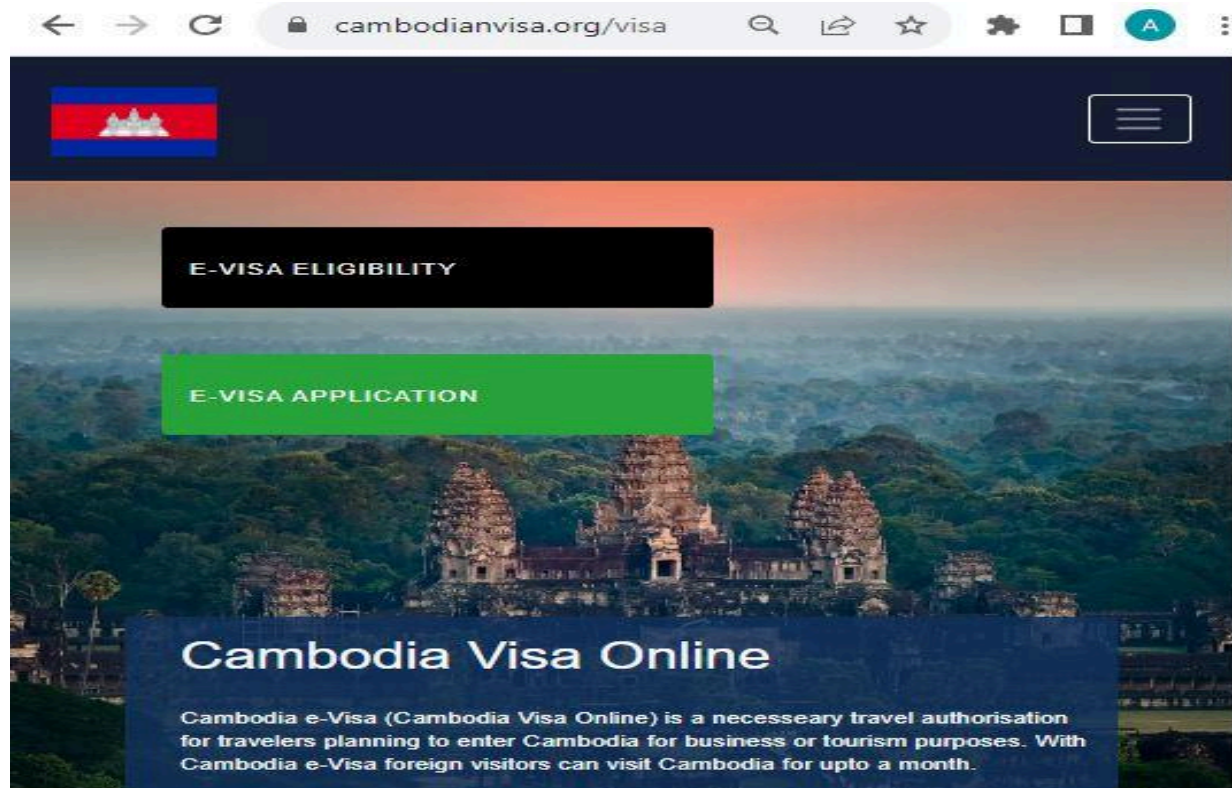 cambodianvisa.org/visa
A
E-VISA ELIGIBILITY
E-VISA APPLICATION
Cambodia Visa Online
Cambodia e-Visa (Cambodia Visa Online) is a necesseary travel authorisation
for travelers planning to enter Cambodia for business or tourism purposes. With
Cambodia e-Visa foreign visitors can visit Cambodia for upto a month.